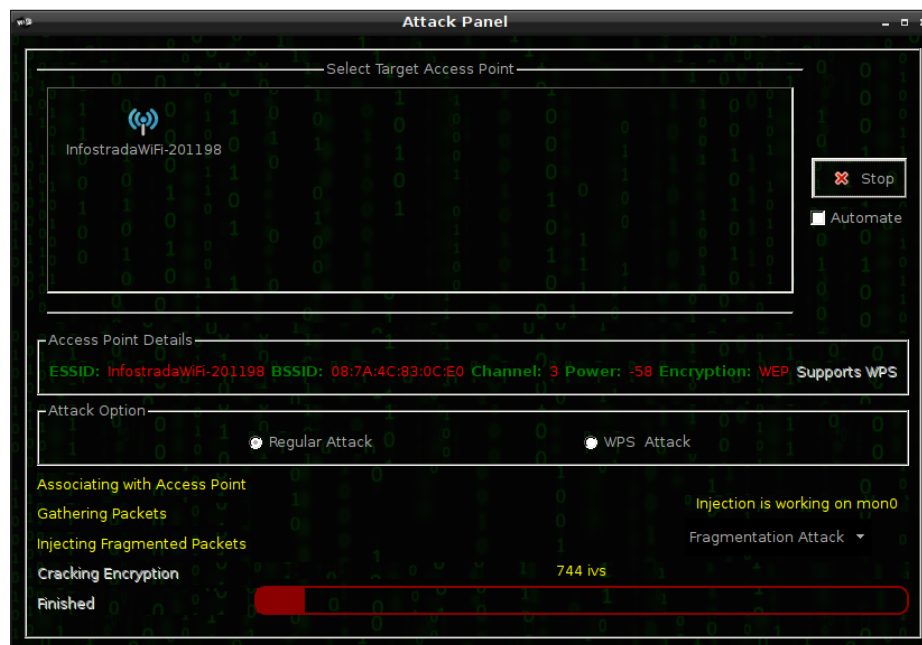 Attack Panel
Select Target Access Point
InfostradaWiFi-201198
Stop
Automate
Access Point Details
ESSID: InfostradaWiFi-201198 BSSID: 08:7A:4C:83:0C:E0 Channel: 3 Power: -58 Encryption: WEP Supports WPS
Attack Option
Regular Attack WPS Attack
Associating with Access Point
Injection is working on mon0
Gathering Packets
Fragmentation Attack
Injecting Fragmented Packets
Cracking Encryption 744 ivs
Finished